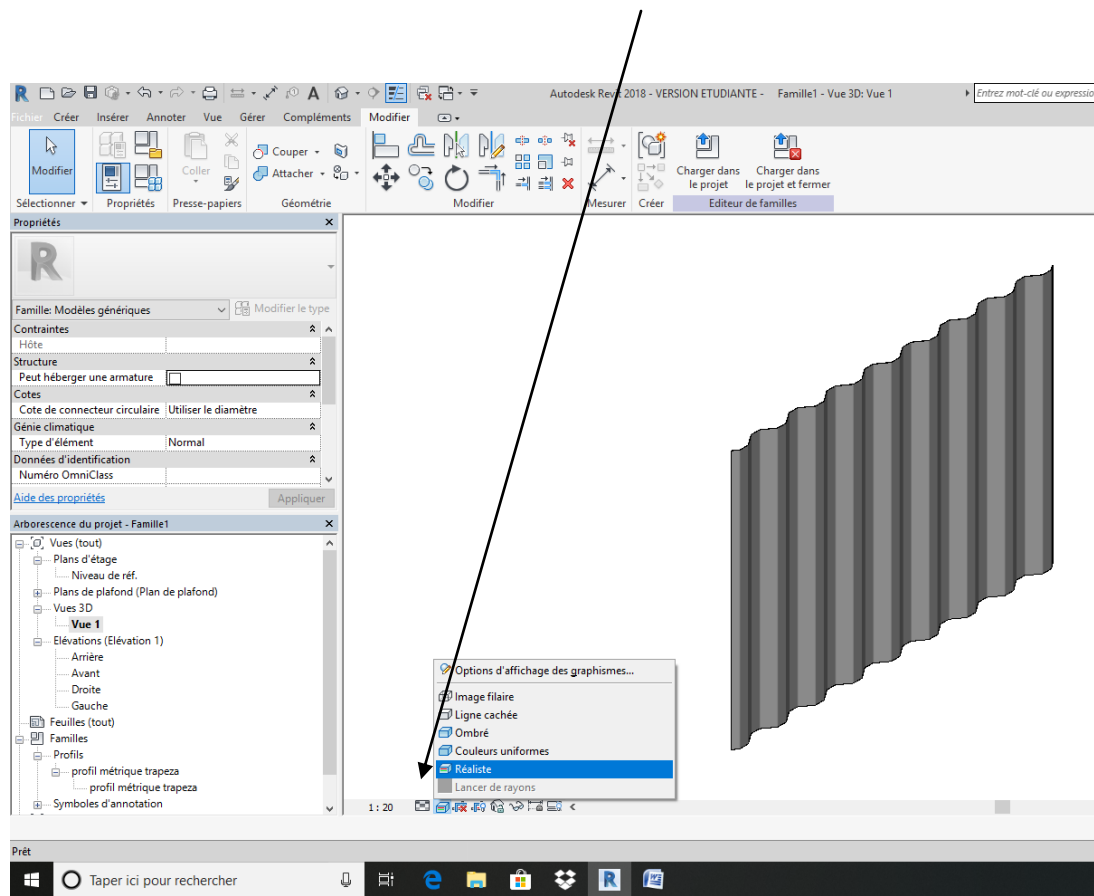 Autodesk Revit 2018 - VERSION ETUDIANTE - Famille1 - Vue 3D: Vue 1
Entrez mot-clé ou expressio
Fichier Créer Insérer Annoter Vue Gérer Compléments Modifier
Modifier
Coller
Couper
Attacher
Charger dans le projet
Charger dans le projet et fermer
Sélectionner Propriétés Presse-papiers Géométrie Modifier Mesurer Créer Editeur de familles
Propriétés
Famille: Modèles génériques
Modifier le type
Contraintes
Hôte
Structure
Peut héberger une armature
Cotes
Cote de connecteur circulaire Utiliser le diamètre
Génie climatique
Type d'élément Normal
Données d'identification
Numéro OmniClass
Aide des propriétés Appliquer
Arborescence du projet - Famille1
Vues (tout)
Plans d'étage
Niveau de réf.
Plans de plafond (Plan de plafond)
Vues 3D
Vue 1
Elévations (Elévation 1)
Arrière
Avant
Droite
Gauche
Feuilles (tout)
Familles
Profils
profil métrique trapeza
profil métrique trapeza
Symboles d'annotation
Options d'affichage des graphismes...
Image filaire
Ligne cachée
Ombré
Couleurs uniformes
Réaliste
Lancer de rayons
1 : 20
Prêt
Taper ici pour rechercher